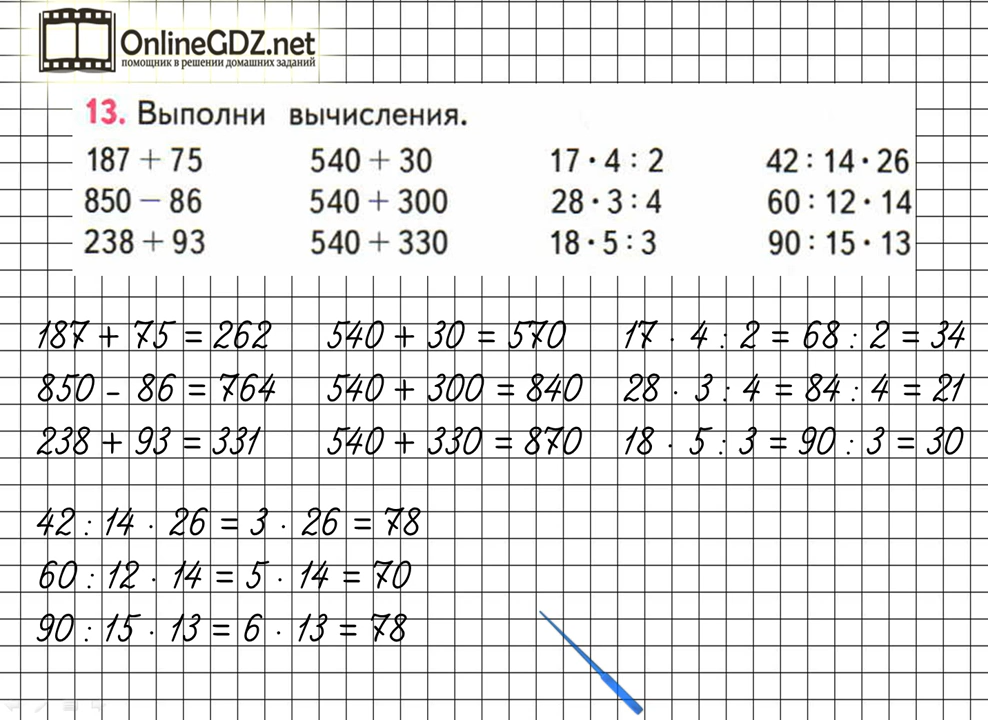 OnlineGDZ.net
помощник в решении домашних заданий
13. Выполни вычисления.
187 + 75 540 + 30 17 · 4 : 2 42 : 14 · 26
850 − 86 540 + 300 28 · 3 : 4 60 : 12 · 14
238 + 93 540 + 330 18 · 5 : 3 90 : 15 · 13
187 + 75 = 262 540 + 30 = 570 17 · 4 : 2 = 68 : 2 = 34
850 - 86 = 764 540 + 300 = 840 28 · 3 : 4 = 84 : 4 = 21
238 + 93 = 331 540 + 330 = 870 18 · 5 : 3 = 90 : 3 = 30
42 : 14 · 26 = 3 · 26 = 78
60 : 12 · 14 = 5 · 14 = 70
90 : 15 · 13 = 6 · 13 = 78